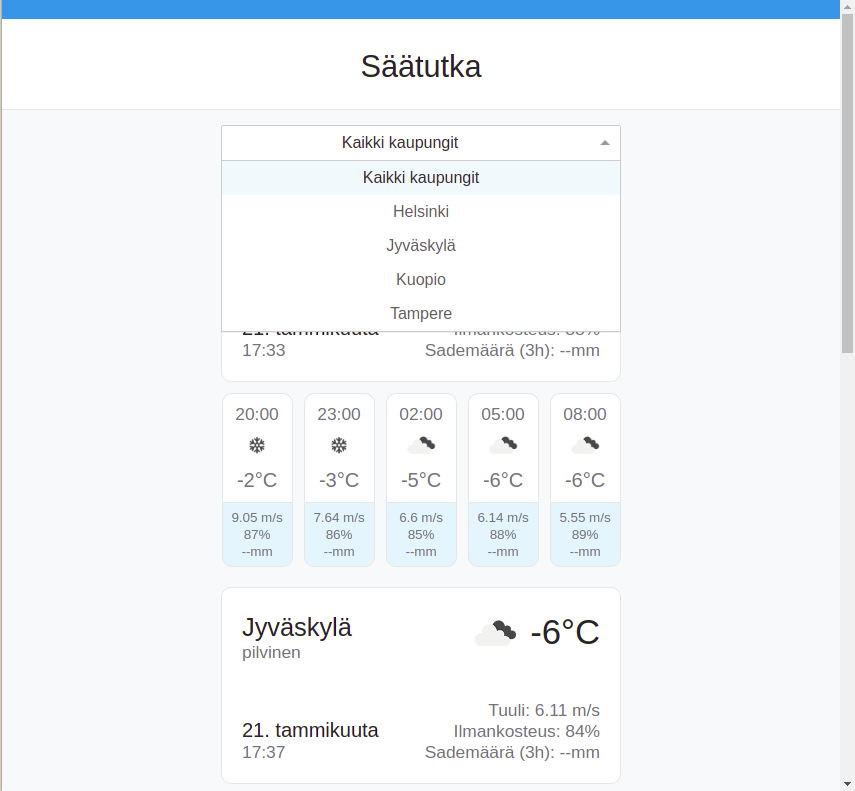 Säätutka
Kaikki kaupungit
Kaikki kaupungit
Helsinki
Jyväskylä
Kuopio
Tampere
21. tammikuuta
Ilmankosteus: 88%
17:33
Sademäärä (3h): --mm
20:00 23:00 02:00 05:00 08:00
-2°C -3°C -5°C -6°C -6°C
9.05 m/s 7.64 m/s 6.6 m/s 6.14 m/s 5.55 m/s
87% 86% 85% 88% 89%
--mm --mm --mm --mm --mm
Jyväskylä
-6°C
pilvinen
Tuuli: 6.11 m/s
21. tammikuuta
Ilmankosteus: 84%
17:37
Sademäärä (3h): --mm